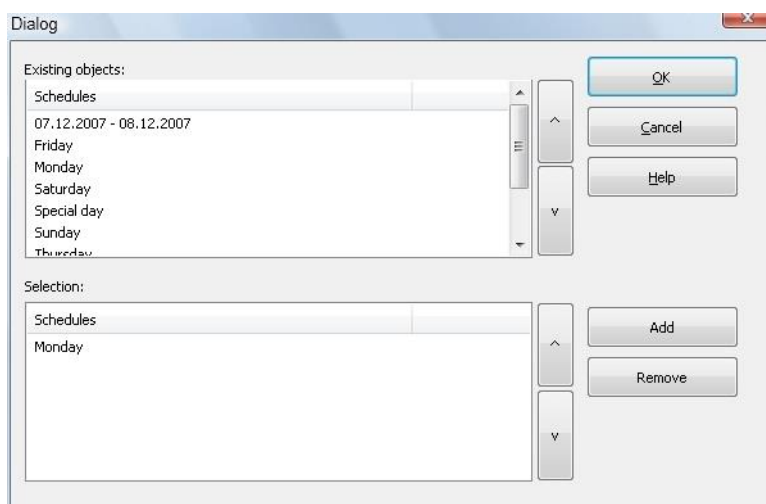 Dialog
Existing objects:
Schedules
07.12.2007 - 08.12.2007
Friday
Monday
Saturday
Special day
Sunday
Thursday
OK
Cancel
Help
Selection:
Schedules
Monday
Add
Remove